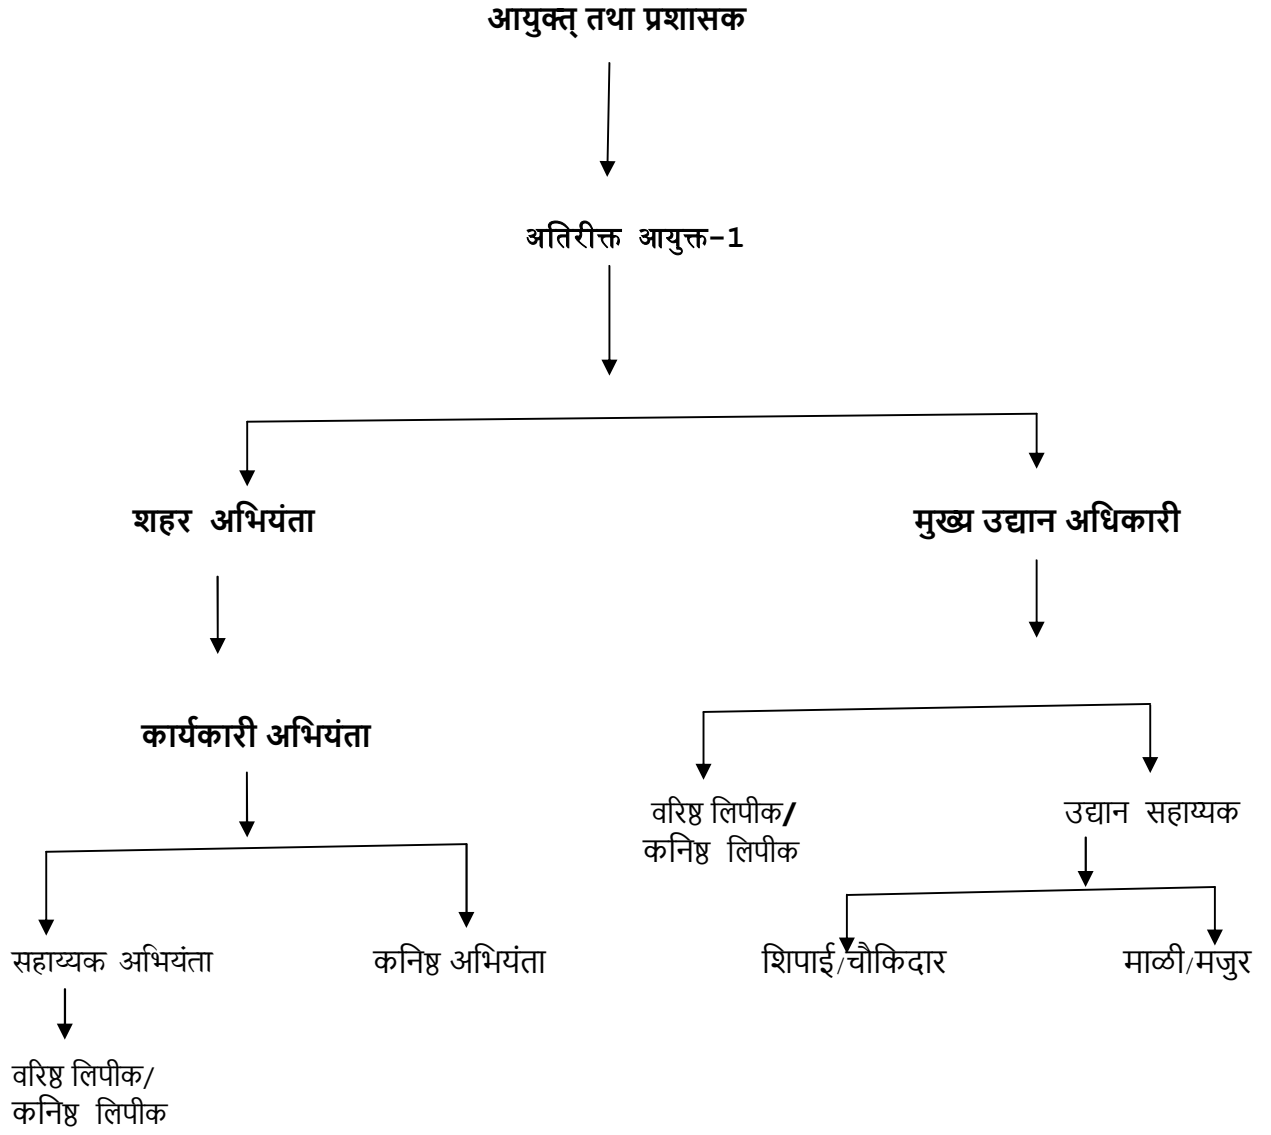 आयुक्त् तथा प्रशासक
अतिरीक्त आयुक्त-1
शहर अभियंता
मुख्य उद्यान अधिकारी
कार्यकारी अभियंता
वरिष्ठ लिपीक/
कनिष्ठ लिपीक
उद्यान सहाय्यक
सहाय्यक अभियंता
कनिष्ठ अभियंता
शिपाई/चौकिदार
माळी/मजुर
वरिष्ठ लिपीक/
कनिष्ठ लिपीक